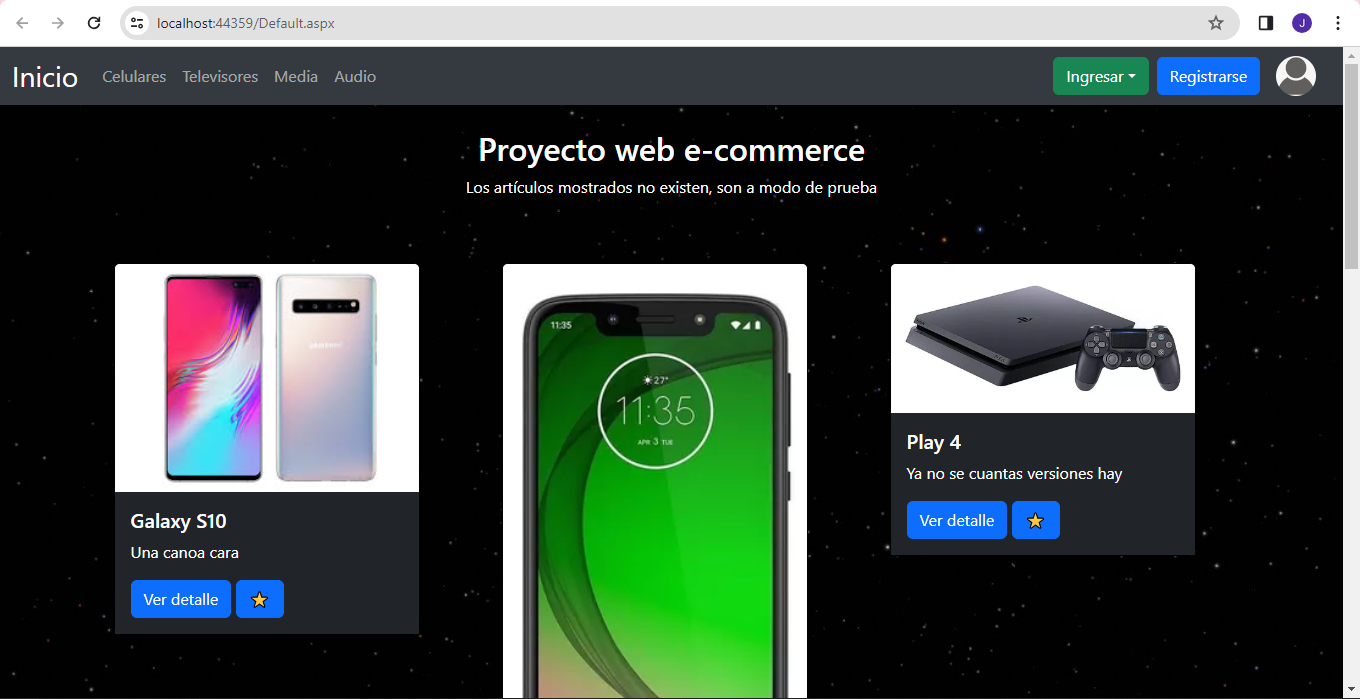 localhost:44359/Default.aspx
J
Inicio
Celulares
Televisores
Media
Audio
Ingresar
Registrarse
Proyecto web e-commerce
Los artículos mostrados no existen, son a modo de prueba
SAMSUNG
Galaxy S10
Una canoa cara
Ver detalle
11:35
27°
11:35
APR 3 TUE
Play 4
Ya no se cuantas versiones hay
Ver detalle